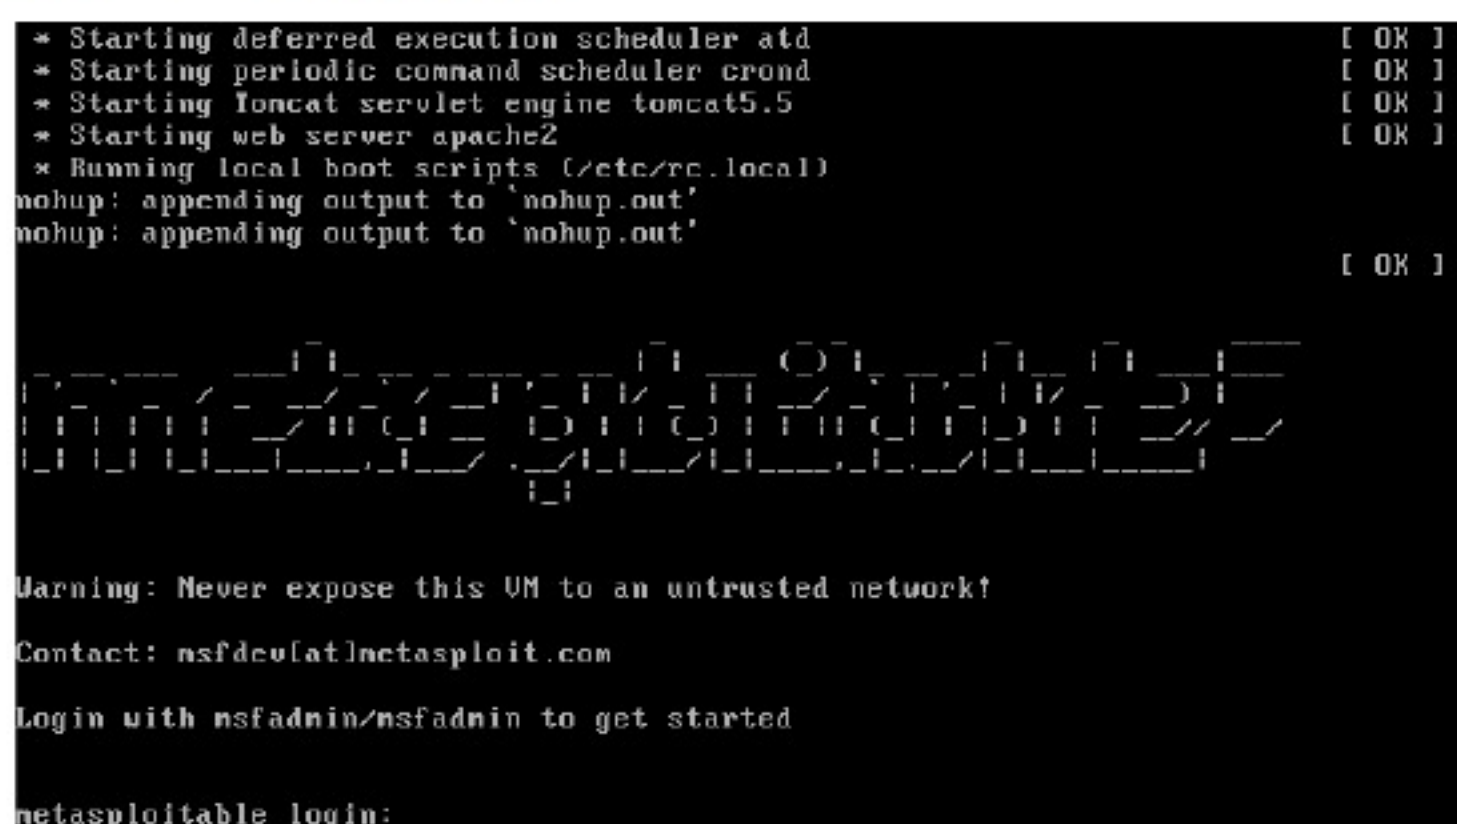 * Starting deferred execution scheduler atd [ OK ]
* Starting periodic command scheduler crond [ OK ]
* Starting Tomcat servlet engine tomcat5.5 [ OK ]
* Starting web server apache2 [ OK ]
* Running local boot scripts (/etc/rc.local)
nohup: appending output to `nohup.out'
nohup: appending output to `nohup.out'
[ OK ]
metasploitable2
Warning: Never expose this VM to an untrusted network!
Contact: msfdev[at]metasploit.com
Login with msfadmin/msfadmin to get started
metasploitable login: